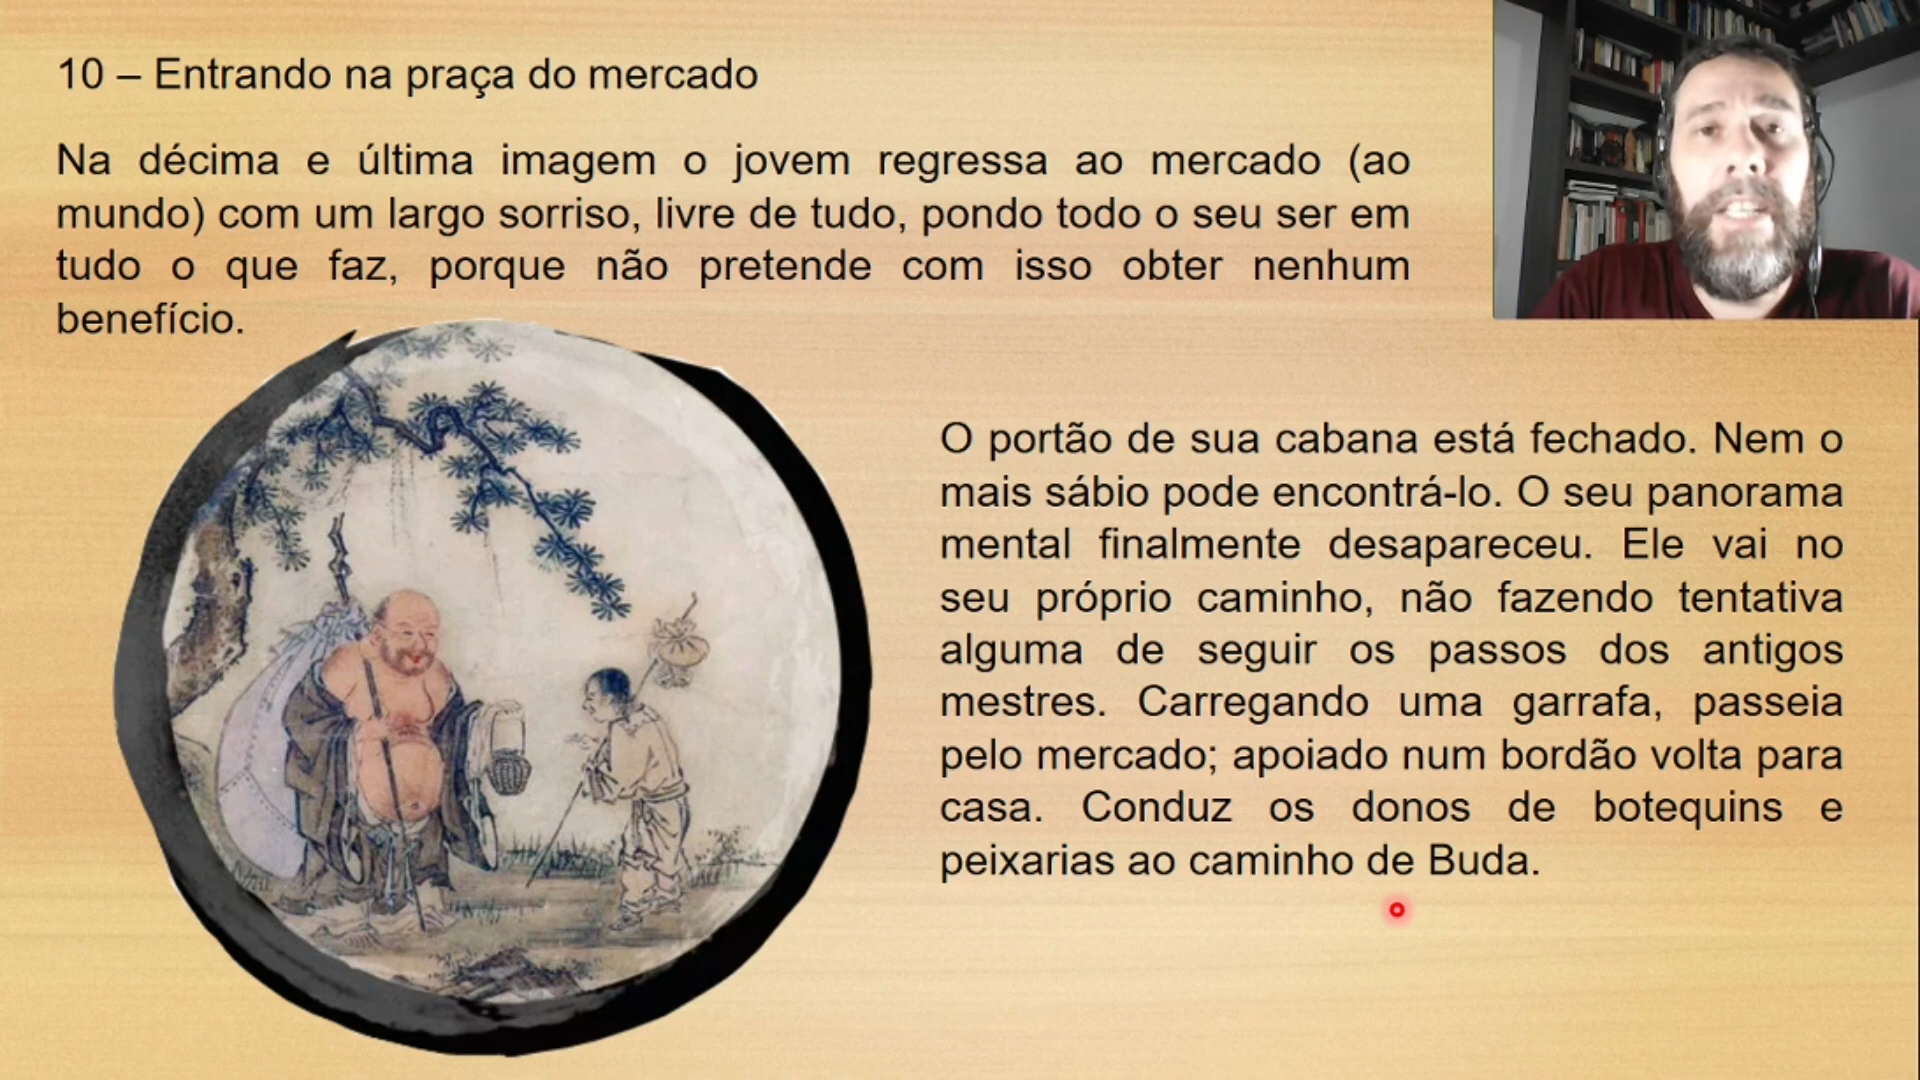 10 – Entrando na praça do mercado
Na décima e última imagem o jovem regressa ao mercado (ao
mundo) com um largo sorriso, livre de tudo, pondo todo o seu ser em
tudo o que faz, porque não pretende com isso obter nenhum
benefício.
O portão de sua cabana está fechado. Nem o
mais sábio pode encontrá-lo. O seu panorama
mental finalmente desapareceu. Ele vai no
seu próprio caminho, não fazendo tentativa
alguma de seguir os passos dos antigos
mestres. Carregando uma garrafa, passeia
pelo mercado; apoiado num bordão volta para
casa. Conduz os donos de botequins e
peixarias ao caminho de Buda.